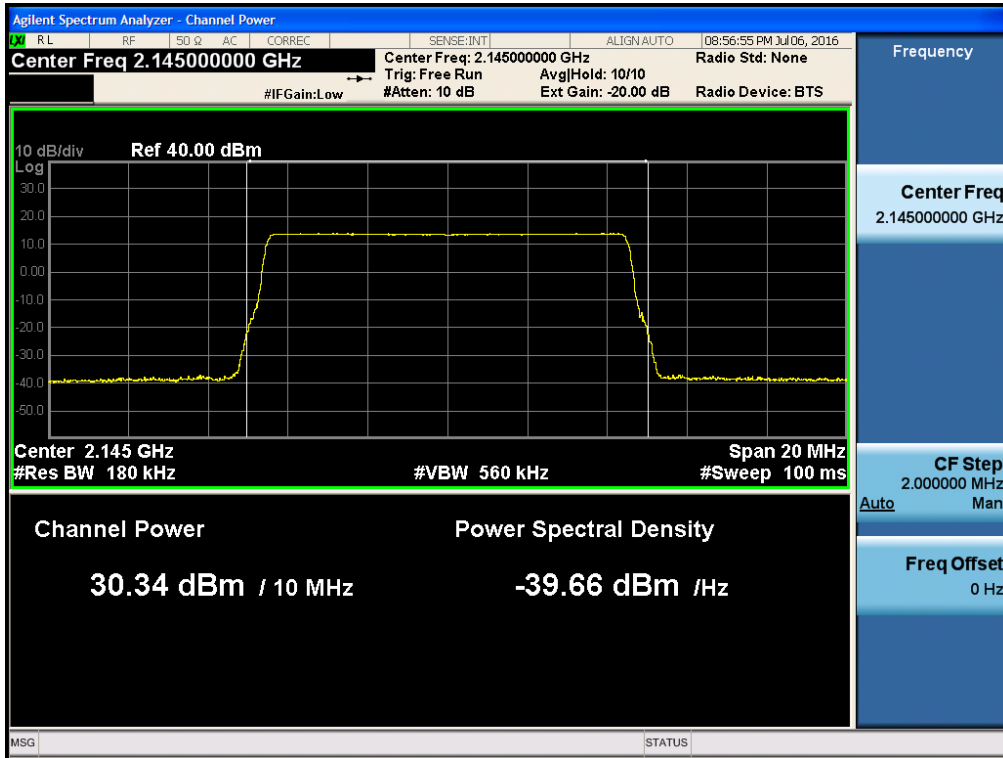 Agilent Spectrum Analyzer - Channel Power
LXI RL RF 50 Ω AC CORREC SENSE:INT ALIGN AUTO 08:56:55 PM Jul 06, 2016
Center Freq 2.145000000 GHz
Center Freq: 2.145000000 GHz Radio Std: None
Trig: Free Run Avg|Hold: 10/10
#IFGain:Low #Atten: 10 dB Ext Gain: -20.00 dB Radio Device: BTS
10 dB/div Ref 40.00 dBm
Log
30.0
20.0
10.0
0.00
-10.0
-20.0
-30.0
-40.0
-50.0
Center 2.145 GHz Span 20 MHz
#Res BW 180 kHz #VBW 560 kHz #Sweep 100 ms
Channel Power Power Spectral Density
30.34 dBm / 10 MHz -39.66 dBm /Hz
MSG STATUS
Frequency
Center Freq
2.145000000 GHz
CF Step
2.000000 MHz
Auto Man
Freq Offset
0 Hz